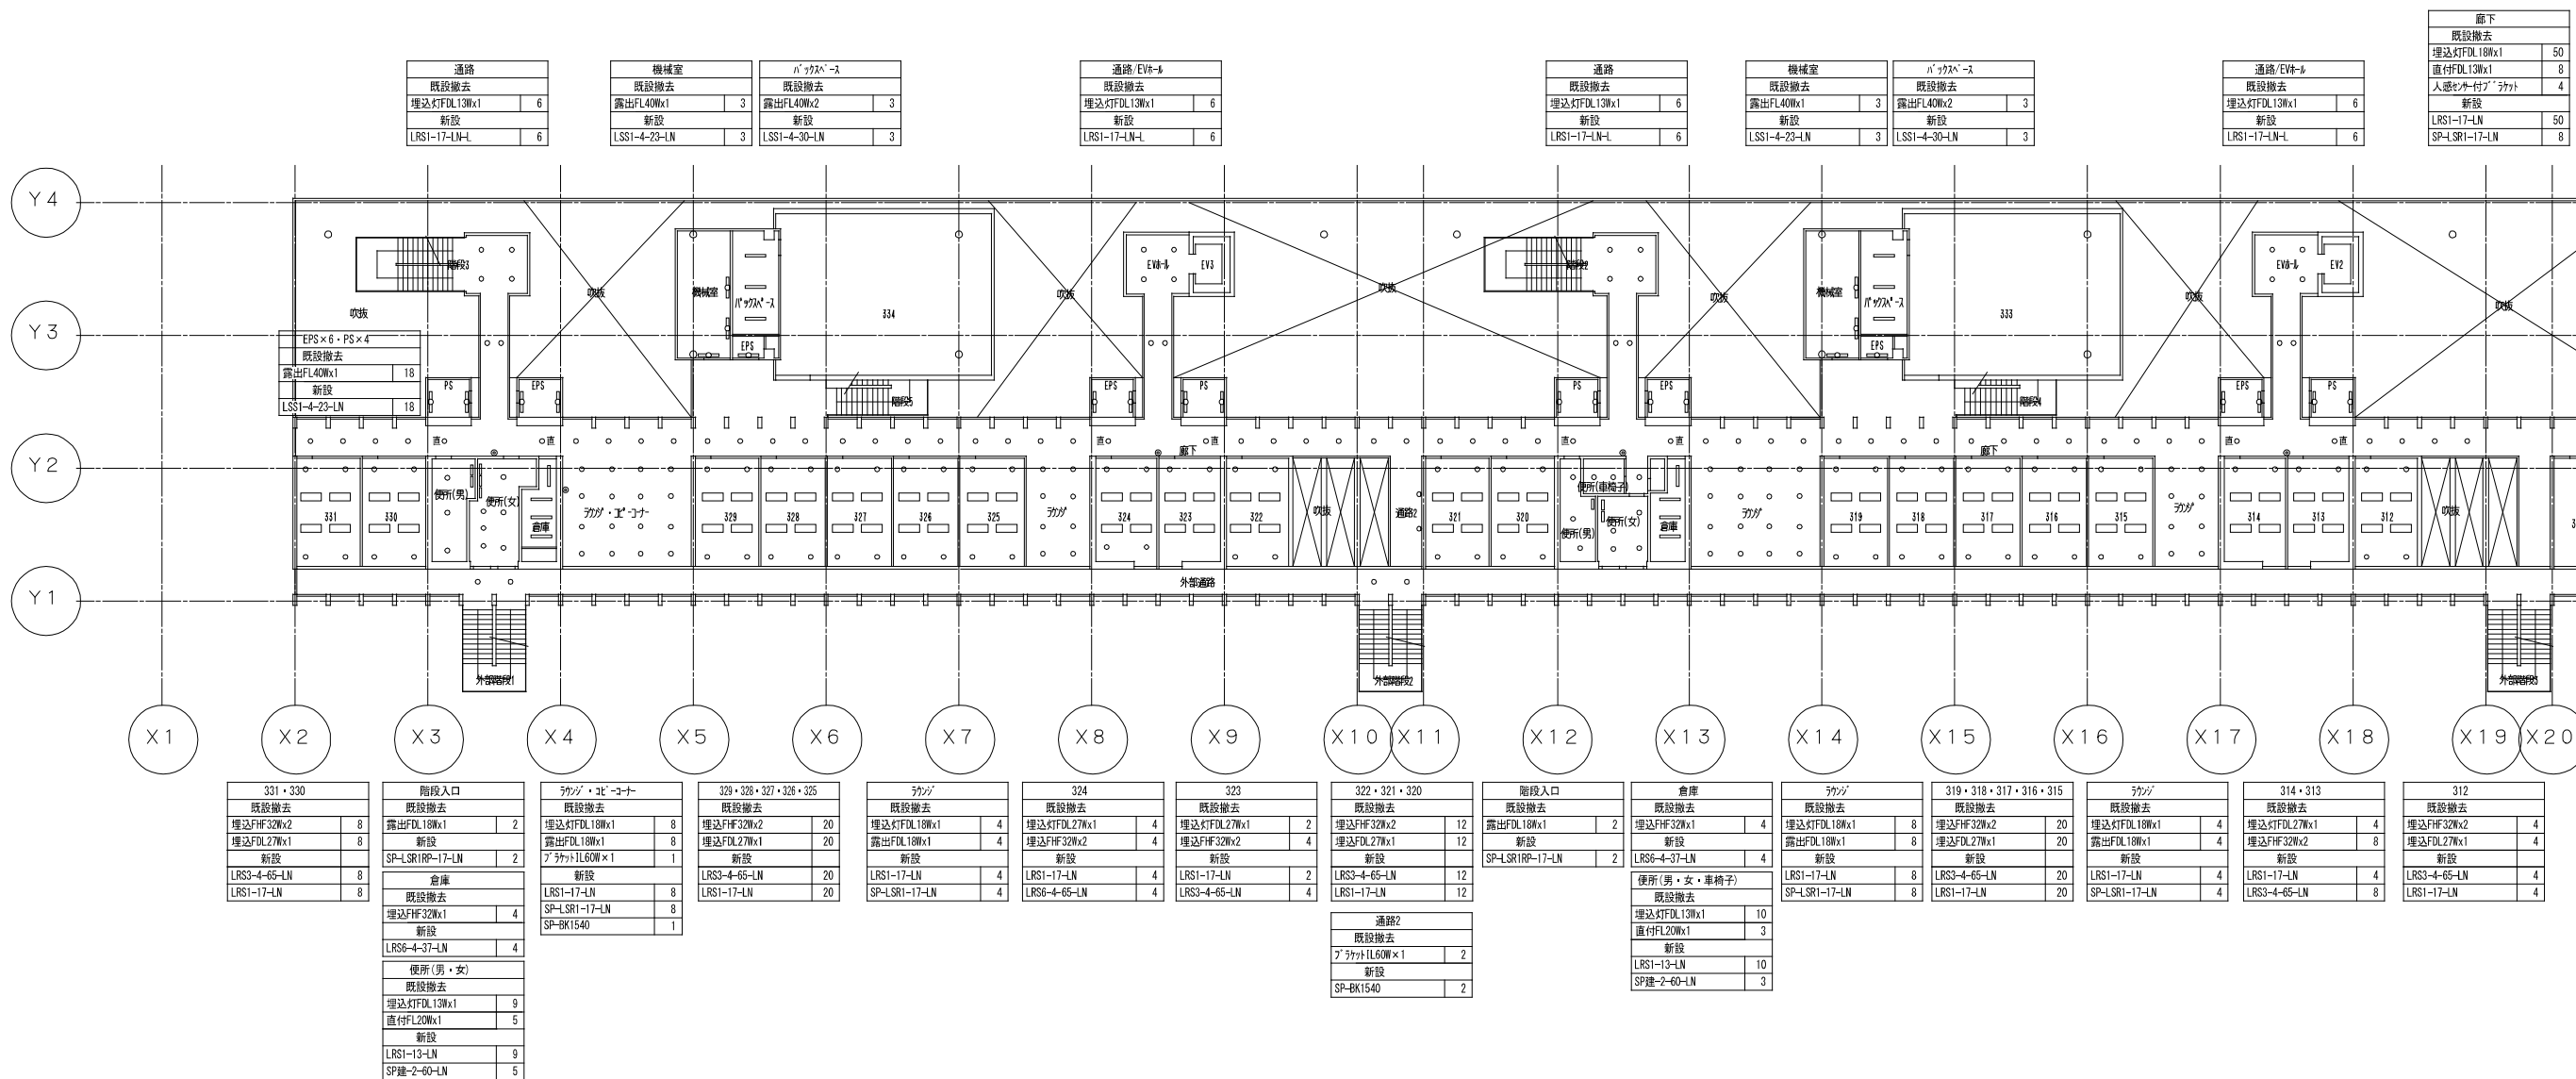 廊下
既設撤去
埋込灯FDL18Wx1 50
直付FDL13Wx1 8
人感センサー付ブラケット 4
新設
LRS1-17-LN 50
SP-LSR1-17-LN 8
通路
既設撤去
埋込灯FDL13Wx1 6
新設
LRS1-17-LN-L 6
機械室
既設撤去
露出FL40Wx1 3
新設
LSS1-4-23-LN 3
バックスペース
既設撤去
露出FL40Wx2 3
新設
LSS1-4-30-LN 3
通路/EVホール
既設撤去
埋込灯FDL13Wx1 6
新設
LRS1-17-LN-L 6
通路
既設撤去
埋込灯FDL13Wx1 6
新設
LRS1-17-LN-L 6
機械室
既設撤去
露出FL40Wx1 3
新設
LSS1-4-23-LN 3
バックスペース
既設撤去
露出FL40Wx2 3
新設
LSS1-4-30-LN 3
通路/EVホール
既設撤去
埋込灯FDL13Wx1 6
新設
LRS1-17-LN-L 6
Y4
階段3
吹抜
機械室
バックスペース
334
EPS
吹抜
EVホール
EV3
吹抜
階段2
吹抜
機械室
バックスペース
333
EPS
吹抜
EVホール
EV2
吹抜
Y3
吹抜
EPS×6・PS×4
既設撤去
露出FL40Wx1 18
新設
LSS1-4-23-LN 18
PS
EPS
階段5
EPS
PS
PS
EPS
階段4
EPS
PS
直
直
直
直
直
直
直
直
廊下
廊下
Y2
331
330
便所(男)
便所(女)
倉庫
ラウンジ・コピーコーナー
329
328
327
326
325
ラウンジ
324
323
322
吹抜
通路2
321
320
便所(車椅子)
便所(男)
便所(女)
倉庫
ラウンジ
319
318
317
316
315
ラウンジ
314
313
312
吹抜
外部通路
Y1
外部階段1
外部階段2
外部階段3
X1
X2
X3
X4
X5
X6
X7
X8
X9
X10
X11
X12
X13
X14
X15
X16
X17
X18
X19
X20
331・330
既設撤去
埋込FHF32Wx2 8
埋込FDL27Wx1 8
新設
LRS3-4-65-LN 8
LRS1-17-LN 8
階段入口
既設撤去
露出FDL18Wx1 2
新設
SP-LSR1RP-17-LN 2
倉庫
既設撤去
埋込FHF32Wx1 4
新設
LRS6-4-37-LN 4
便所(男・女)
既設撤去
埋込灯FDL13Wx1 9
直付FL20Wx1 5
新設
LRS1-13-LN 9
SP建-2-60-LN 5
ラウンジ・コピーコーナー
既設撤去
埋込灯FDL18Wx1 8
露出FDL18Wx1 8
ブラケットIL60W×1 1
新設
LRS1-17-LN 8
SP-LSR1-17-LN 8
SP-BK1540 1
329・328・327・326・325
既設撤去
埋込FHF32Wx2 20
埋込FDL27Wx1 20
新設
LRS3-4-65-LN 20
LRS1-17-LN 20
ラウンジ
既設撤去
埋込灯FDL18Wx1 4
露出FDL18Wx1 4
新設
LRS1-17-LN 4
SP-LSR1-17-LN 4
324
既設撤去
埋込灯FDL27Wx1 4
埋込FHF32Wx2 4
新設
LRS1-17-LN 4
LRS6-4-65-LN 4
323
既設撤去
埋込灯FDL27Wx1 2
埋込FHF32Wx2 4
新設
LRS1-17-LN 2
LRS3-4-65-LN 4
322・321・320
既設撤去
埋込FHF32Wx2 12
埋込FDL27Wx1 12
新設
LRS3-4-65-LN 12
LRS1-17-LN 12
通路2
既設撤去
ブラケットIL60W×1 2
新設
SP-BK1540 2
階段入口
既設撤去
露出FDL18Wx1 2
新設
SP-LSR1RP-17-LN 2
倉庫
既設撤去
埋込FHF32Wx1 4
新設
LRS6-4-37-LN 4
便所(男・女・車椅子)
既設撤去
埋込灯FDL13Wx1 10
直付FL20Wx1 3
新設
LRS1-13-LN 10
SP建-2-60-LN 3
ラウンジ
既設撤去
埋込灯FDL18Wx1 8
露出FDL18Wx1 8
新設
LRS1-17-LN 8
SP-LSR1-17-LN 8
319・318・317・316・315
既設撤去
埋込FHF32Wx2 20
埋込FDL27Wx1 20
新設
LRS3-4-65-LN 20
LRS1-17-LN 20
ラウンジ
既設撤去
埋込灯FDL18Wx1 4
露出FDL18Wx1 4
新設
LRS1-17-LN 4
SP-LSR1-17-LN 4
314・313
既設撤去
埋込灯FDL27Wx1 4
埋込FHF32Wx2 8
新設
LRS1-17-LN 4
LRS3-4-65-LN 8
312
既設撤去
埋込FHF32Wx2 4
埋込FDL27Wx1 4
新設
LRS3-4-65-LN 4
LRS1-17-LN 4